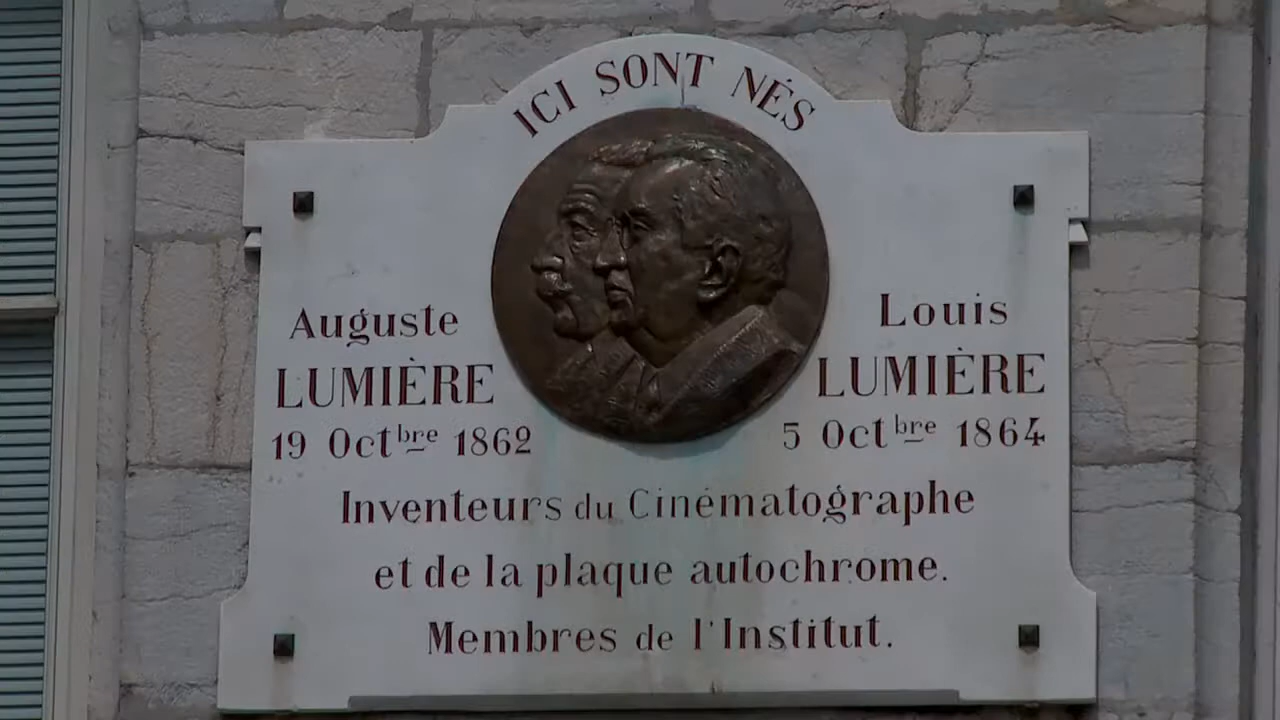 ICI SONT NÉS
Auguste
LUMIÈRE
19 Octbre 1862
Louis
LUMIÈRE
5 Octbre 1864
Inventeurs du Cinématographe
et de la plaque autochrome.
Membres de l'Institut.